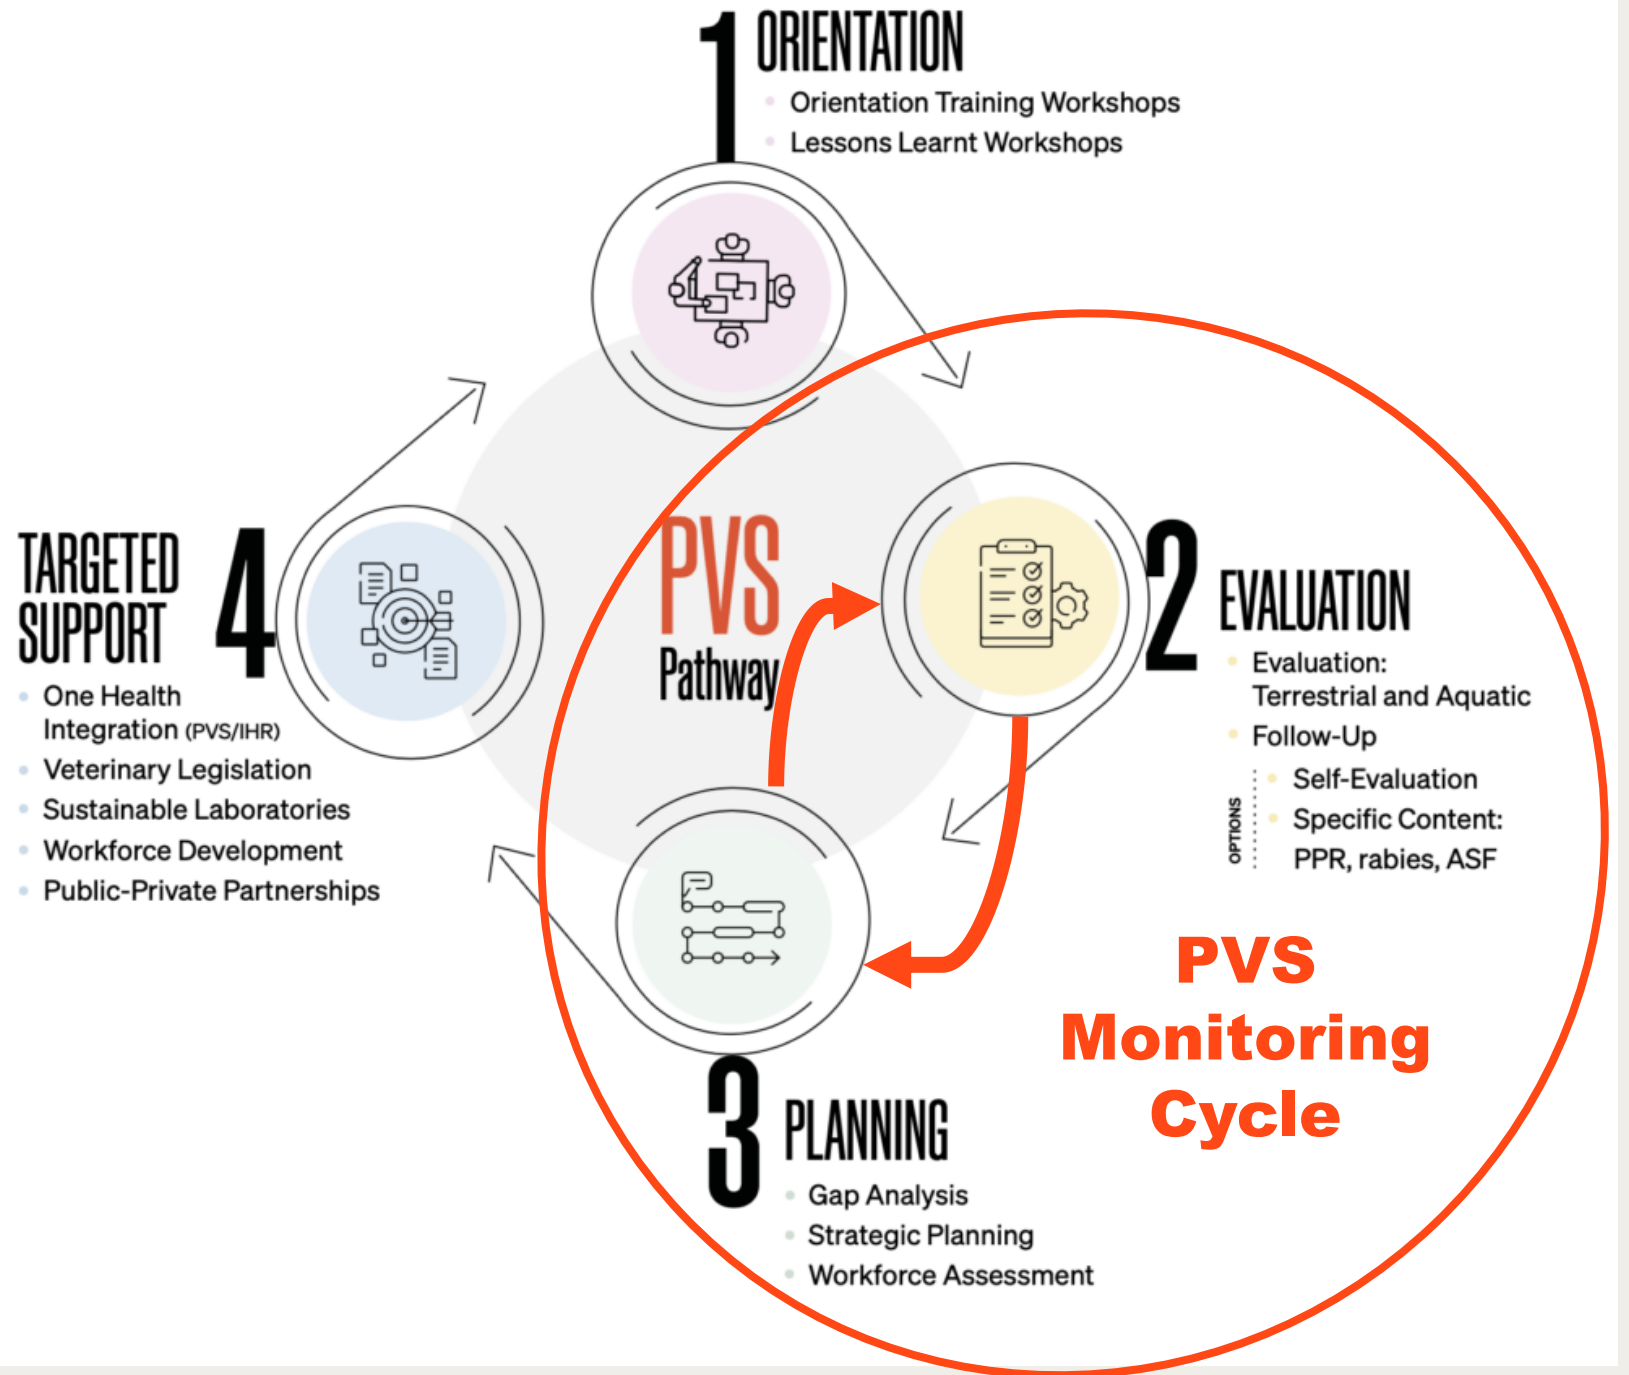 1
ORIENTATION
Orientation Training Workshops
Lessons Learnt Workshops
PVS
Pathway
2
EVALUATION
Evaluation:
Terrestrial and Aquatic
Follow-Up
OPTIONS
Self-Evaluation
Specific Content:
PPR, rabies, ASF
PVS
Monitoring
Cycle
3
PLANNING
Gap Analysis
Strategic Planning
Workforce Assessment
4
TARGETED
SUPPORT
One Health
Integration (PVS/IHR)
Veterinary Legislation
Sustainable Laboratories
Workforce Development
Public-Private Partnerships